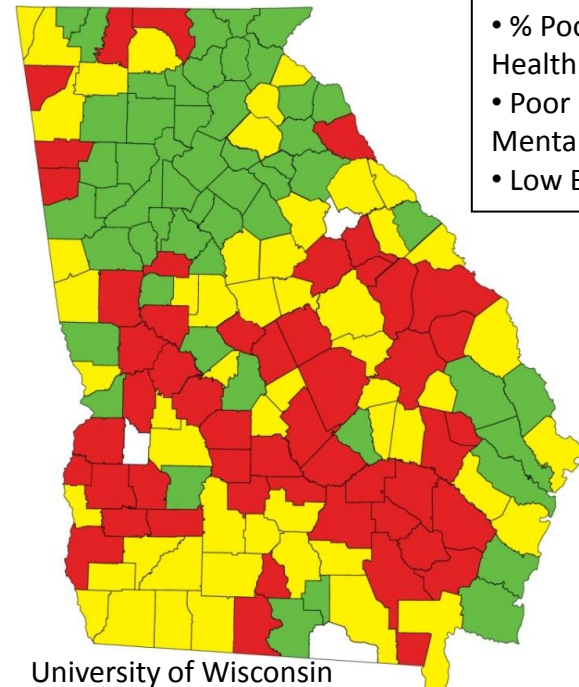 • % Poo
Health
• Poor
Menta
• Low B
University of Wisconsin